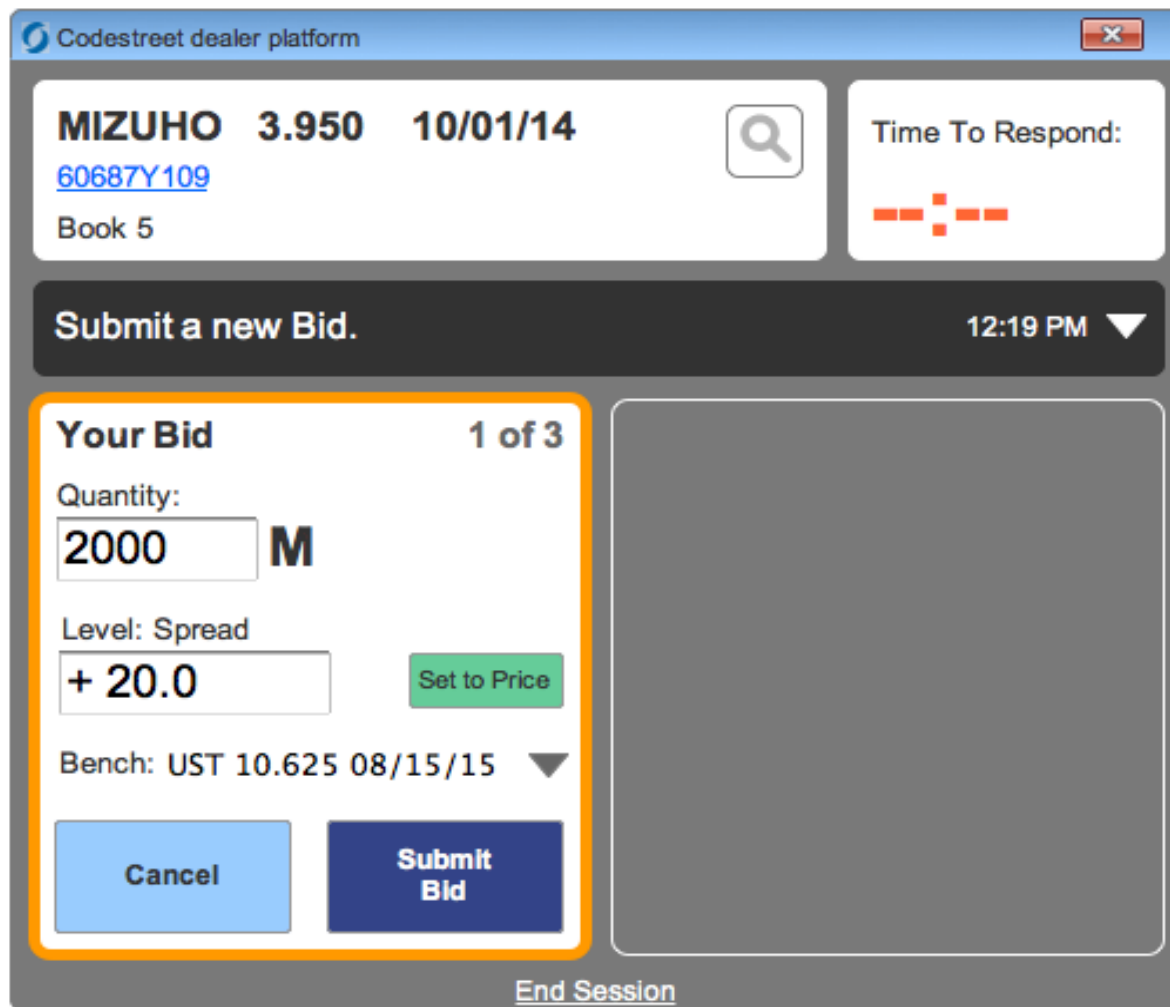 Codestreet dealer platform
MIZUHO 3.950 10/01/14
60687Y109
Book 5
Time To Respond:
--:--
Submit a new Bid.
12:19 PM
Your Bid
1 of 3
Quantity:
2000 M
Level: Spread
+ 20.0
Set to Price
Bench: UST 10.625 08/15/15
Cancel
Submit
Bid
End Session